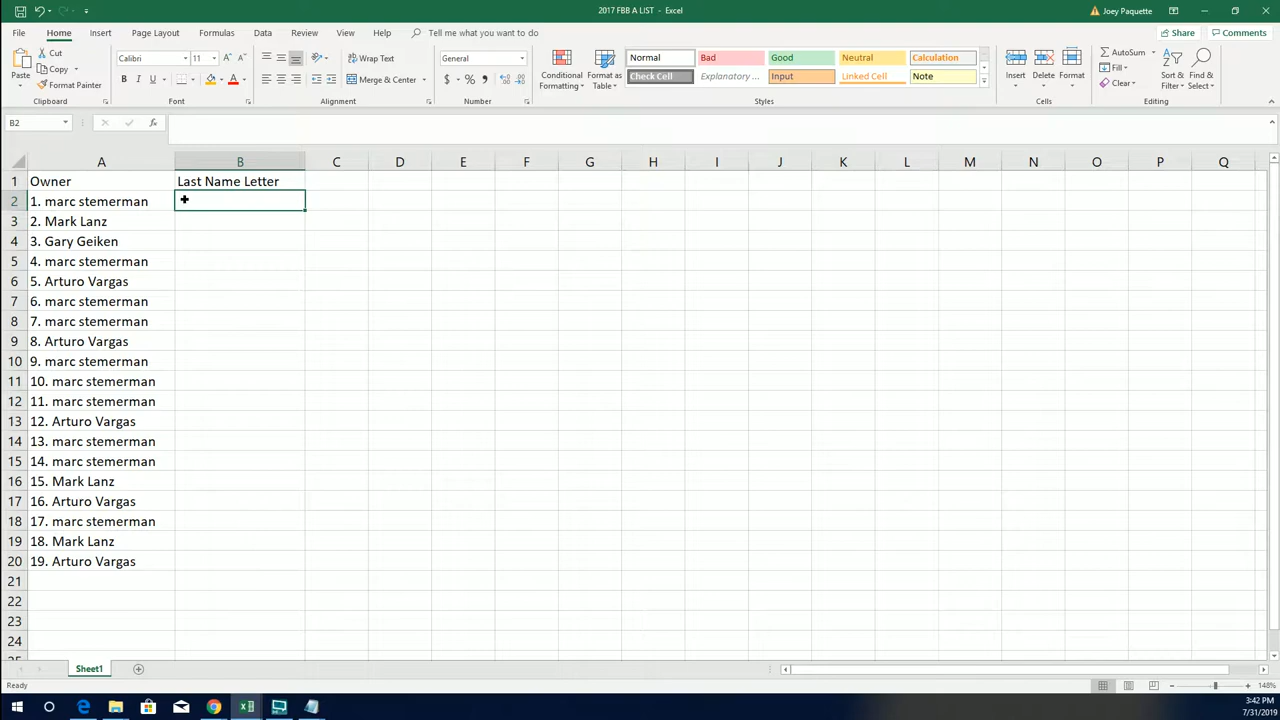 2017 FBB A LIST - Excel
Joey Paquette
File Home Insert Page Layout Formulas Data Review View Help Tell me what you want to do
Share Comments
Paste Cut Copy Format Painter
Calibri 11
B I U
Wrap Text
Merge & Center
General
$ % ,
Conditional Formatting
Format as Table
Normal Bad Good Neutral Calculation
Check Cell Explanatory ... Input Linked Cell Note
Insert Delete Format
AutoSum Fill Clear
Sort & Filter
Find & Select
Clipboard Font Alignment Number Styles Cells Editing
B2 fx
A B C D E F G H I J K L M N O P Q
1 Owner Last Name Letter
2 1. marc stemerman
3 2. Mark Lanz
4 3. Gary Geiken
5 4. marc stemerman
6 5. Arturo Vargas
7 6. marc stemerman
8 7. marc stemerman
9 8. Arturo Vargas
10 9. marc stemerman
11 10. marc stemerman
12 11. marc stemerman
13 12. Arturo Vargas
14 13. marc stemerman
15 14. marc stemerman
16 15. Mark Lanz
17 16. Arturo Vargas
18 17. marc stemerman
19 18. Mark Lanz
20 19. Arturo Vargas
21
22
23
24
Sheet1
Ready
148%
3:42 PM
7/31/2019